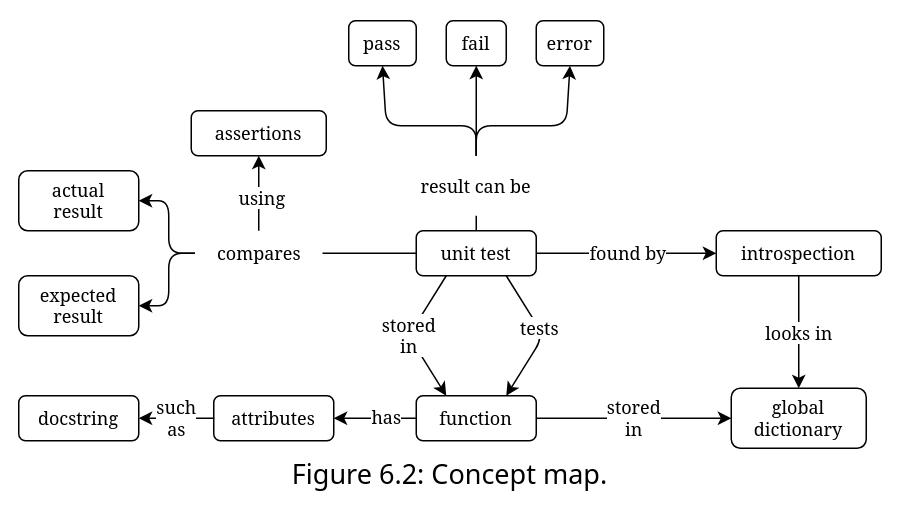 pass
fail
error
assertions
result can be
actual
result
using
compares
unit test
found by
introspection
expected
result
stored
in
tests
looks in
docstring
such
as
attributes
has
function
stored
in
global
dictionary
Figure 6.2: Concept map.